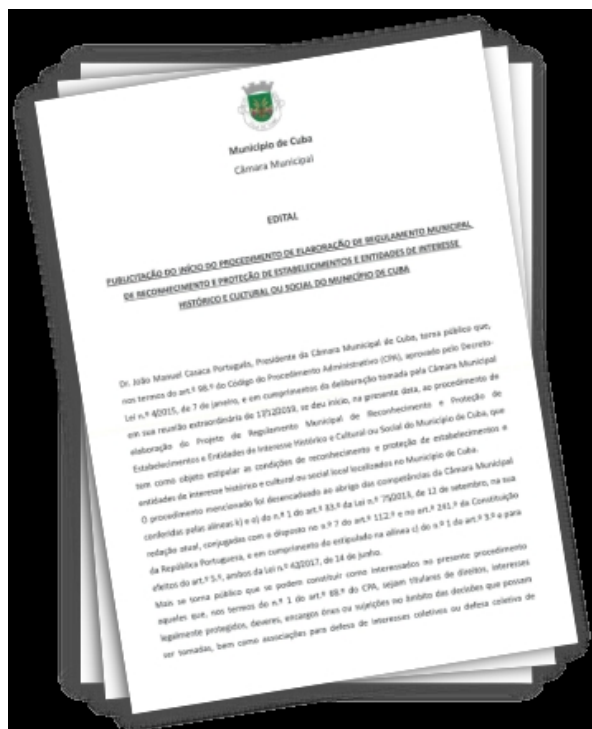 Município de Cuba
Câmara Municipal
EDITAL
PUBLICITAÇÃO DO INÍCIO DO PROCEDIMENTO DE ELABORAÇÃO DE REGULAMENTO MUNICIPAL
DE RECONHECIMENTO E PROTEÇÃO DE ESTABELECIMENTOS E ENTIDADES DE INTERESSE
HISTÓRICO E CULTURAL OU SOCIAL DO MUNICÍPIO DE CUBA
Dr. João Manuel Casaca Português, Presidente da Câmara Municipal de Cuba, torna público que,
nos termos do art.º 98.º do Código do Procedimento Administrativo (CPA), aprovado pelo Decreto-
Lei n.º 4/2015, de 7 de janeiro, e em cumprimentos da deliberação tomada pela Câmara Municipal
em sua reunião extraordinária de se deu início, na presente data, ao procedimento de
elaboração do Projeto de Regulamento Municipal de Reconhecimento e Proteção de
Estabelecimentos e Entidades de Interesse Histórico e Cultural ou Social do Município de Cuba, que
tem como objeto estipular as condições de reconhecimento e proteção de estabelecimentos e
entidades de interesse histórico e cultural ou social local localizados no Município de Cuba.
O procedimento mencionado foi desencadeado ao abrigo das competências da Câmara Municipal
conferidas pelas alíneas k) e o) do n.º 1 do art.º 33.º da Lei n.º 75/2013, de 12 de setembro, na sua
redação atual, conjugadas com o disposto no n.º 7 do art.º 112.º e no art.º 241.º da Constituição
da República Portuguesa, e em cumprimento do estipulado na alínea c) do n.º 1 do art.º 3.º e para
efeitos do art.º 5.º, ambos da Lei n.º 42/2017, de 14 de junho.
Mais se torna público que se podem constituir como interessados no presente procedimento
aqueles que, nos termos do n.º 1 do art.º 68.º do CPA, sejam titulares de direitos, interesses
legalmente protegidos, deveres, encargos ónus ou sujeições no âmbito das decisões que possam
ser tomadas, bem como associações para defesa de interesses coletivos ou defesa coletiva de